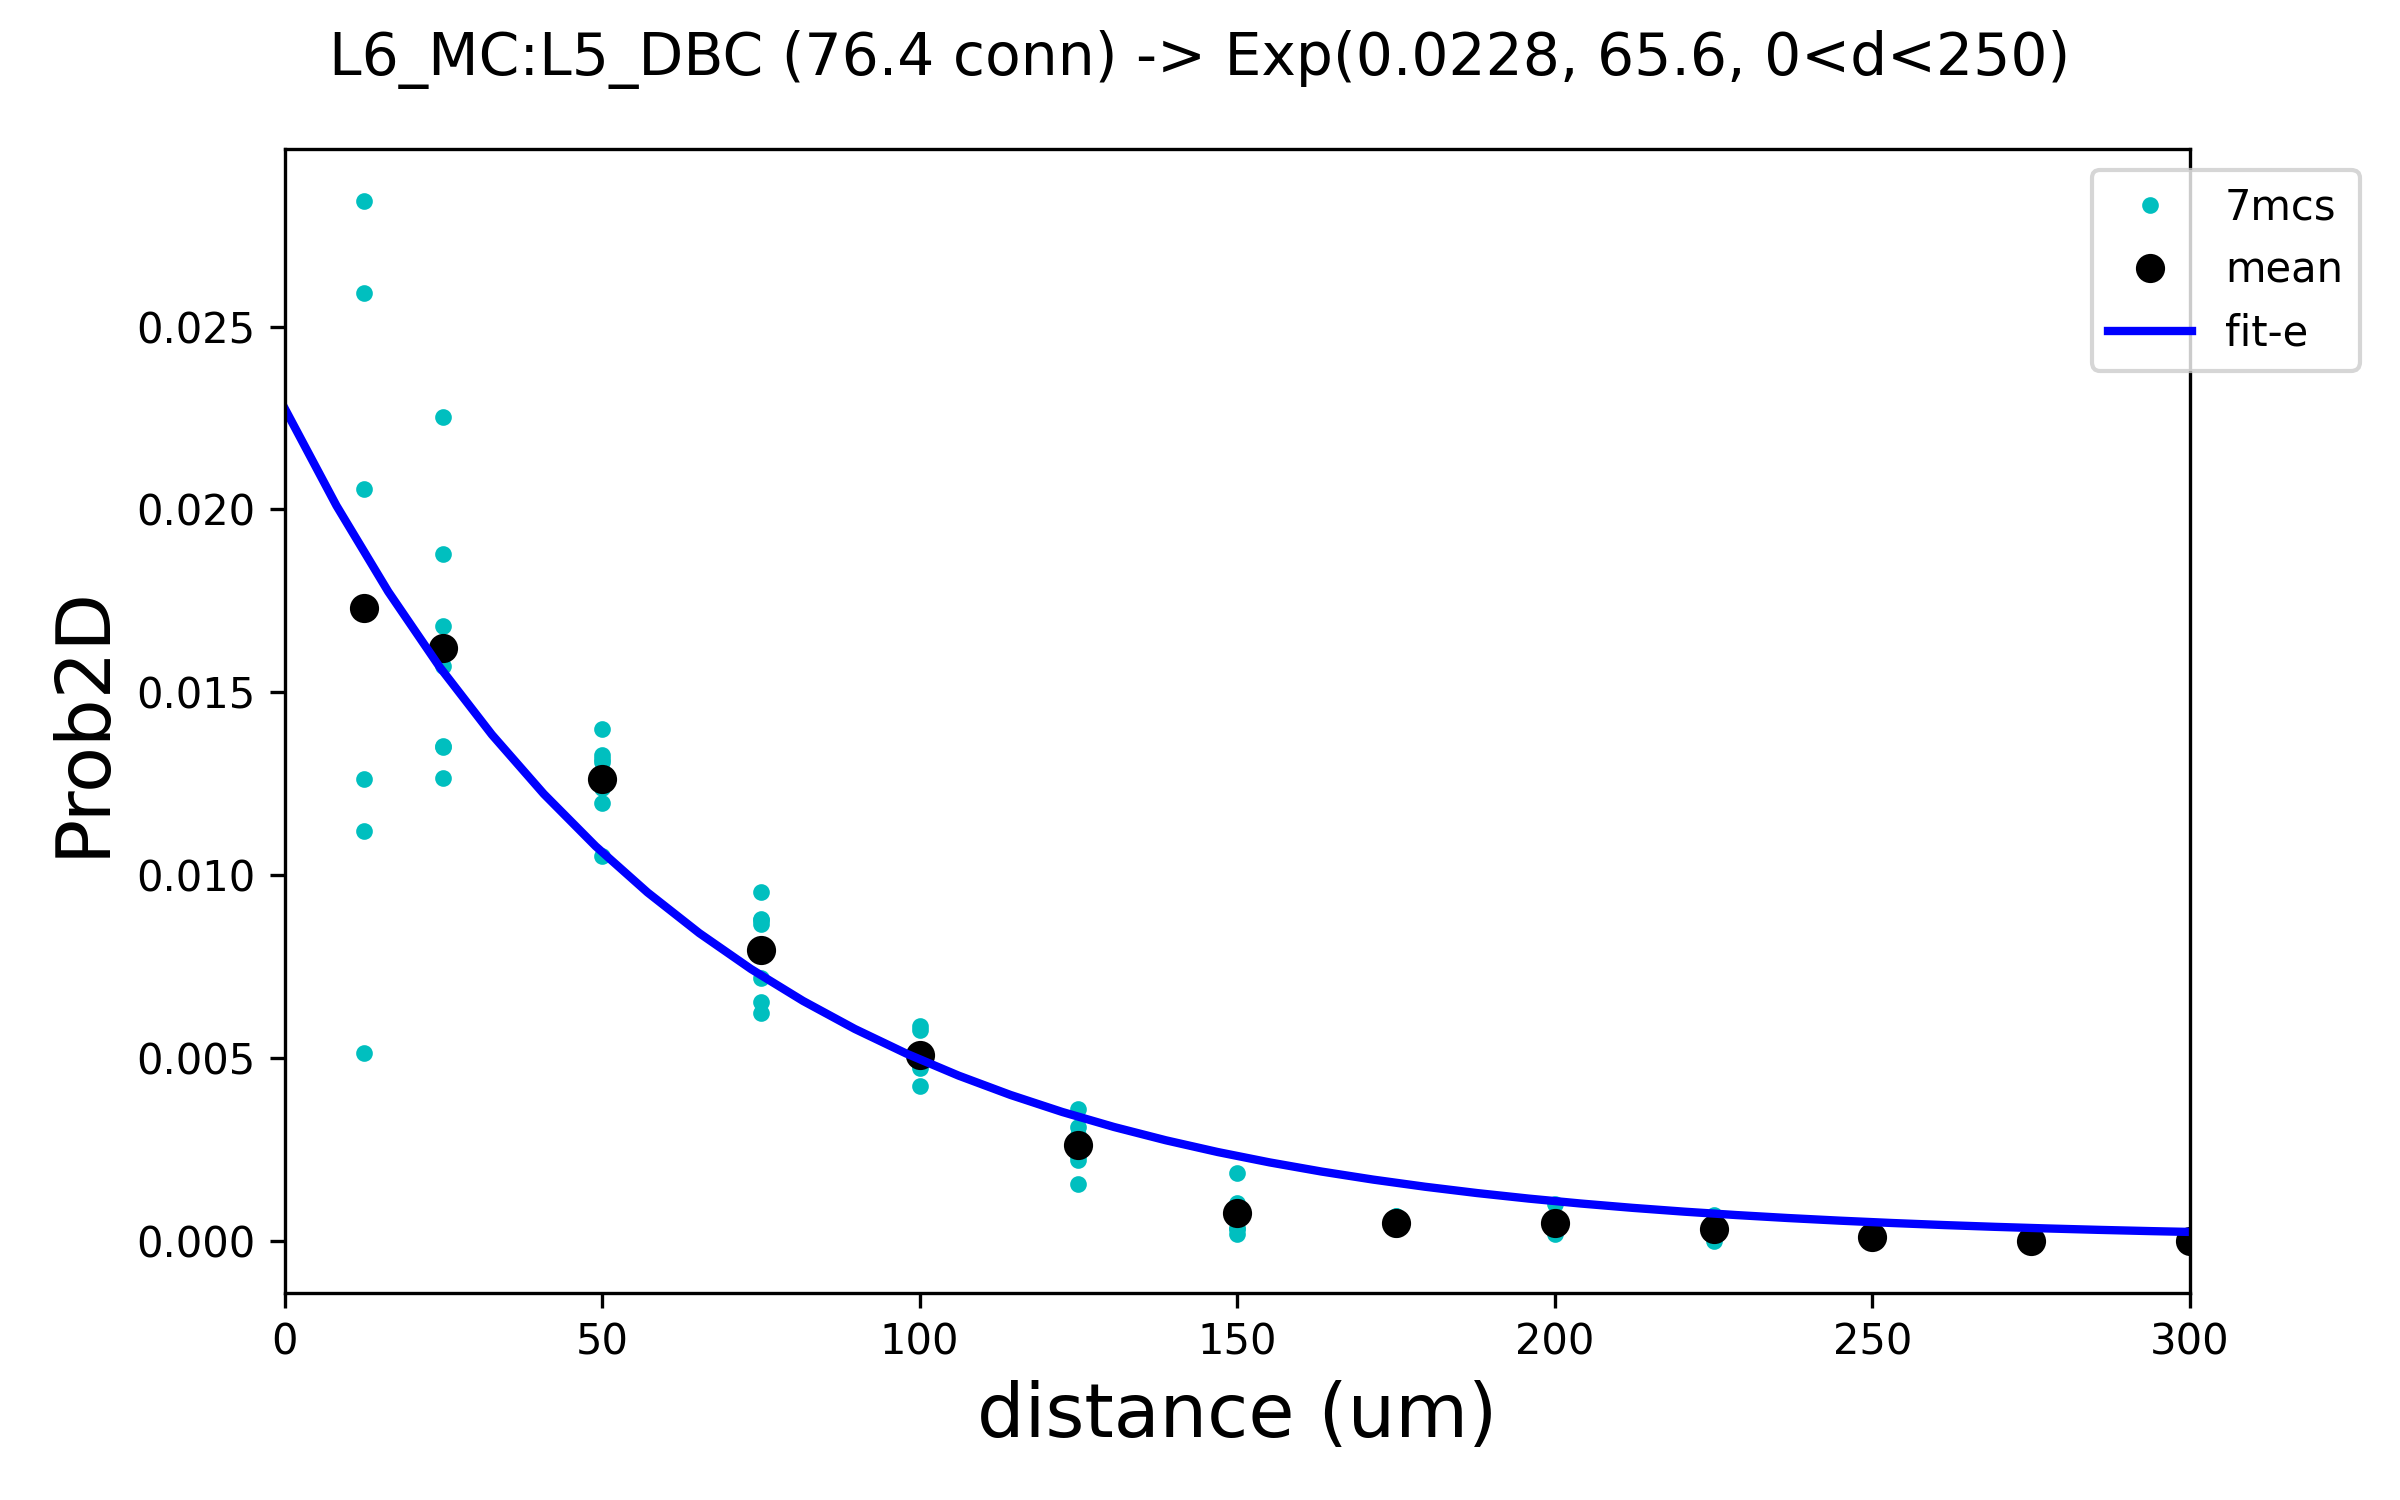 L6_MC:L5_DBC (76.4 conn) -> Exp(0.0228, 65.6, 0<d<250)
7mcs
mean
fit-e
Prob2D
0.025
0.020
0.015
0.010
0.005
0.000
0 50 100 150 200 250 300
distance (um)